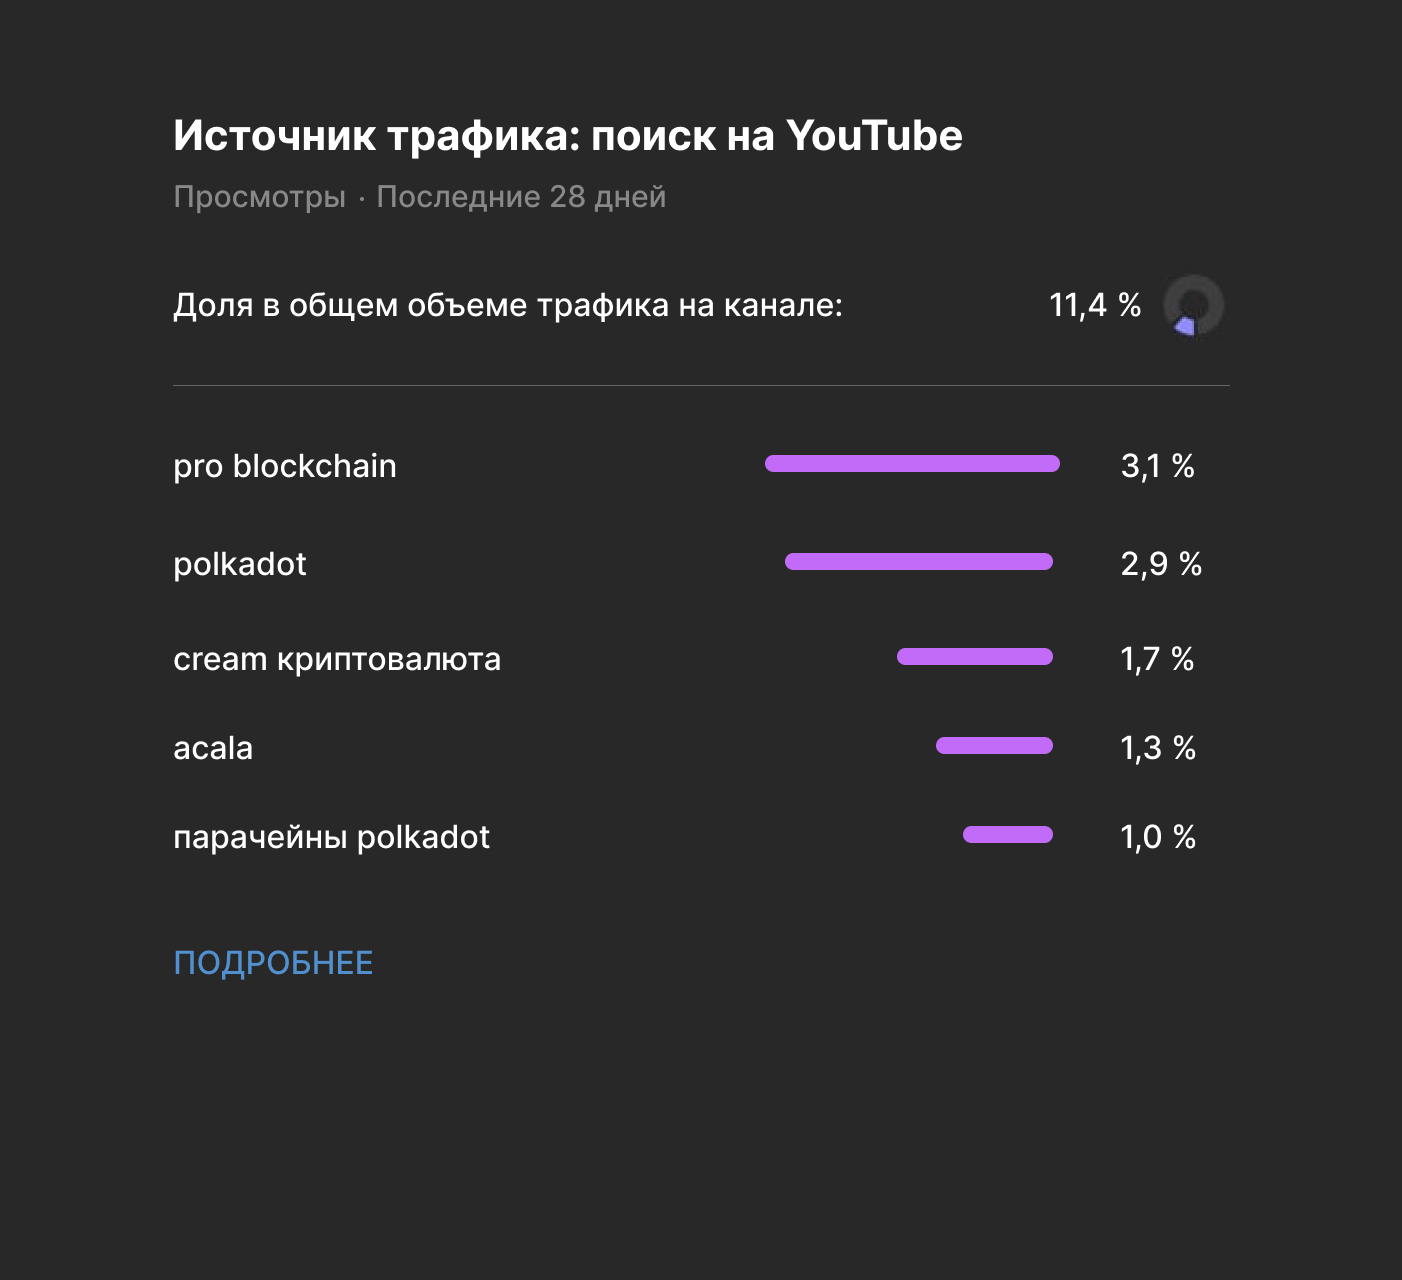 Источник трафика: поиск на YouTube
Просмотры · Последние 28 дней
Доля в общем объеме трафика на канале: 11,4 %
pro blockchain 3,1 %
polkadot 2,9 %
cream криптовалюта 1,7 %
acala 1,3 %
парачейны polkadot 1,0 %
ПОДРОБНЕЕ